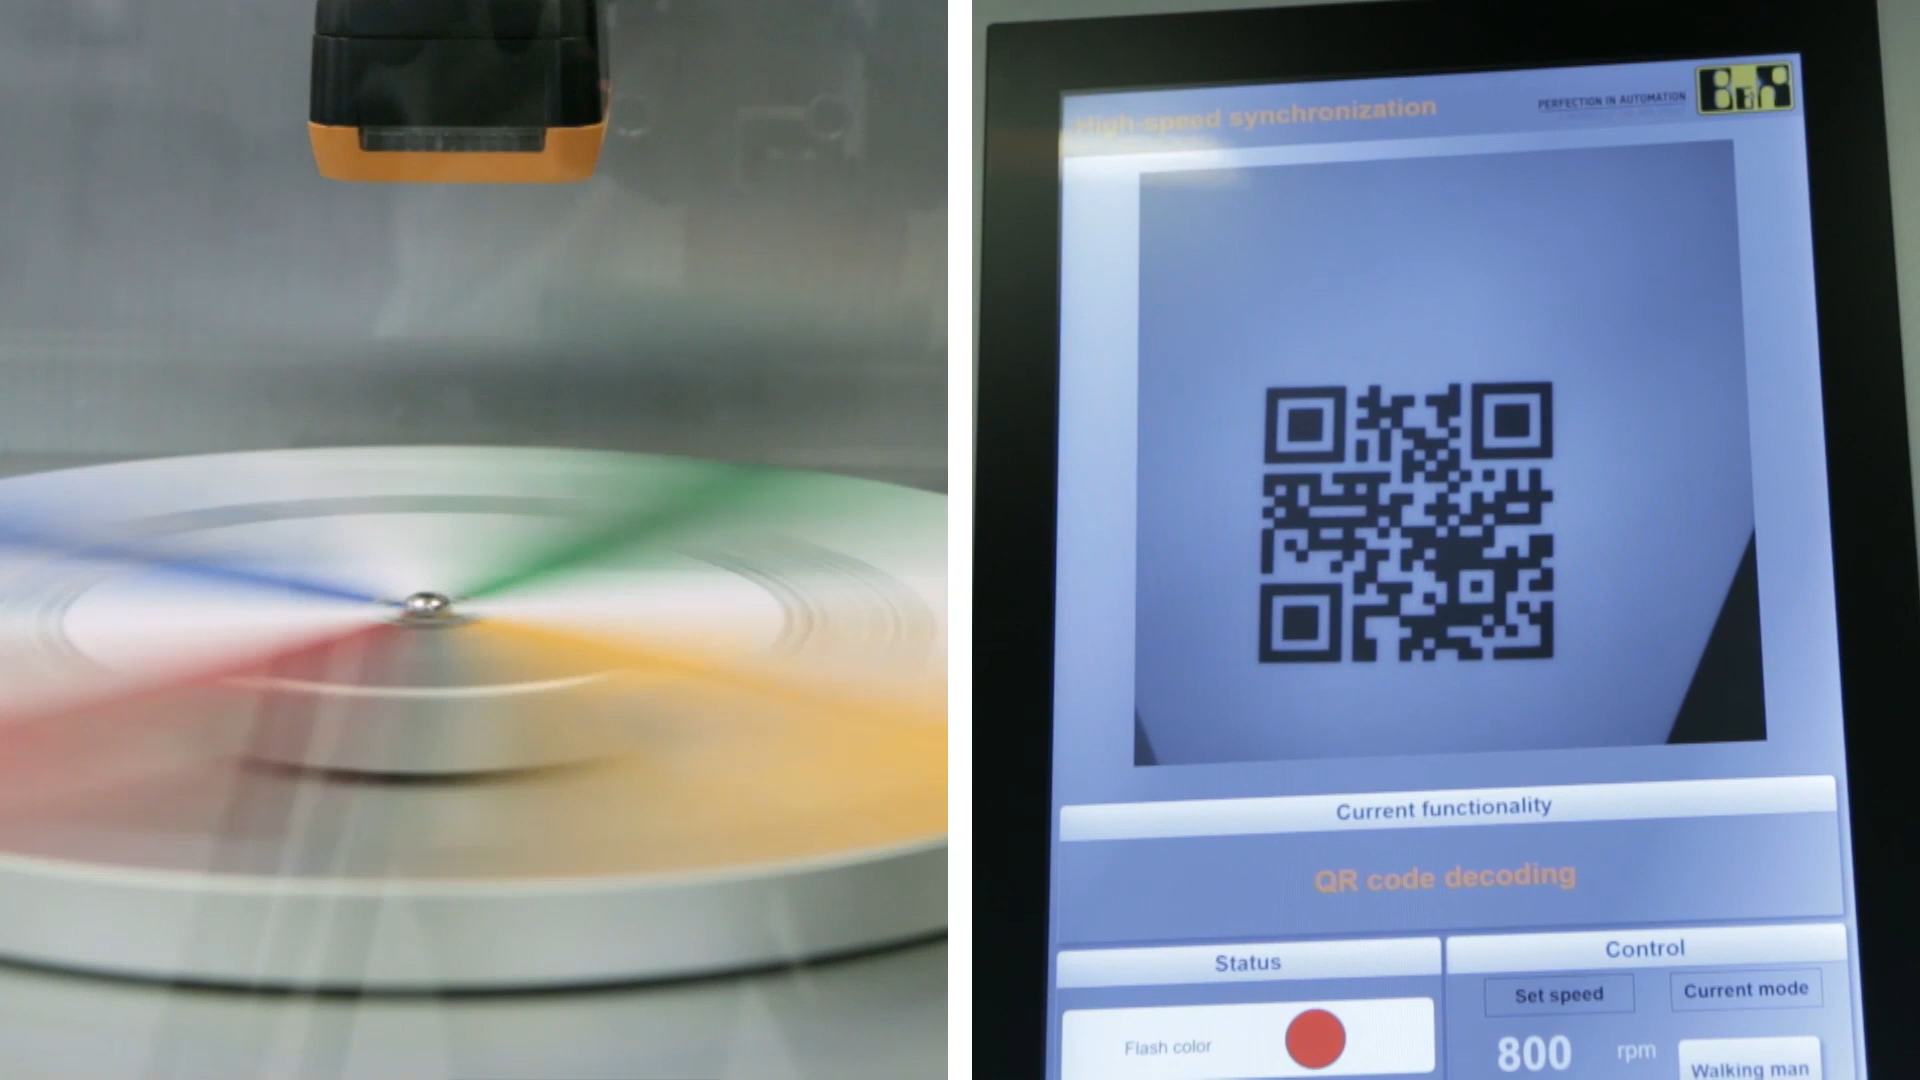 High-speed synchronization
PERFECTION IN AUTOMATION
B&R
Current functionality
QR code decoding
Status
Control
Set speed
Current mode
Flash color
800 rpm
Walking man